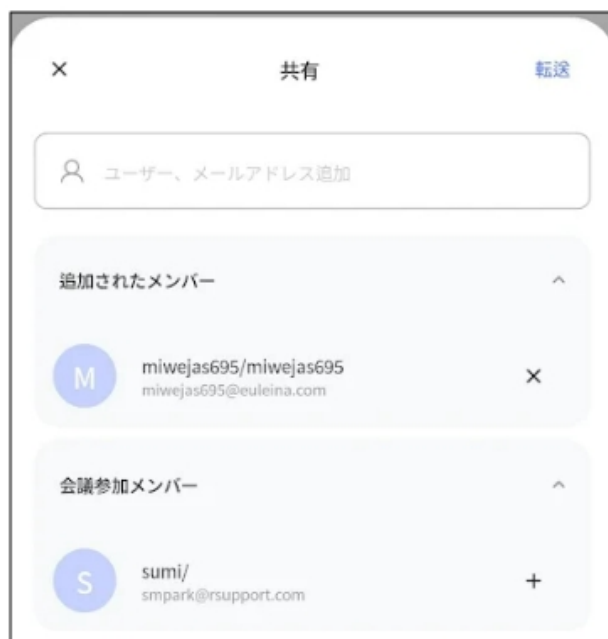 × 共有 転送
ユーザー、メールアドレス追加
追加されたメンバー
M
miwejas695/miwejas695
miwejas695@euleina.com
会議参加メンバー
S
sumi/
smpark@rsupport.com